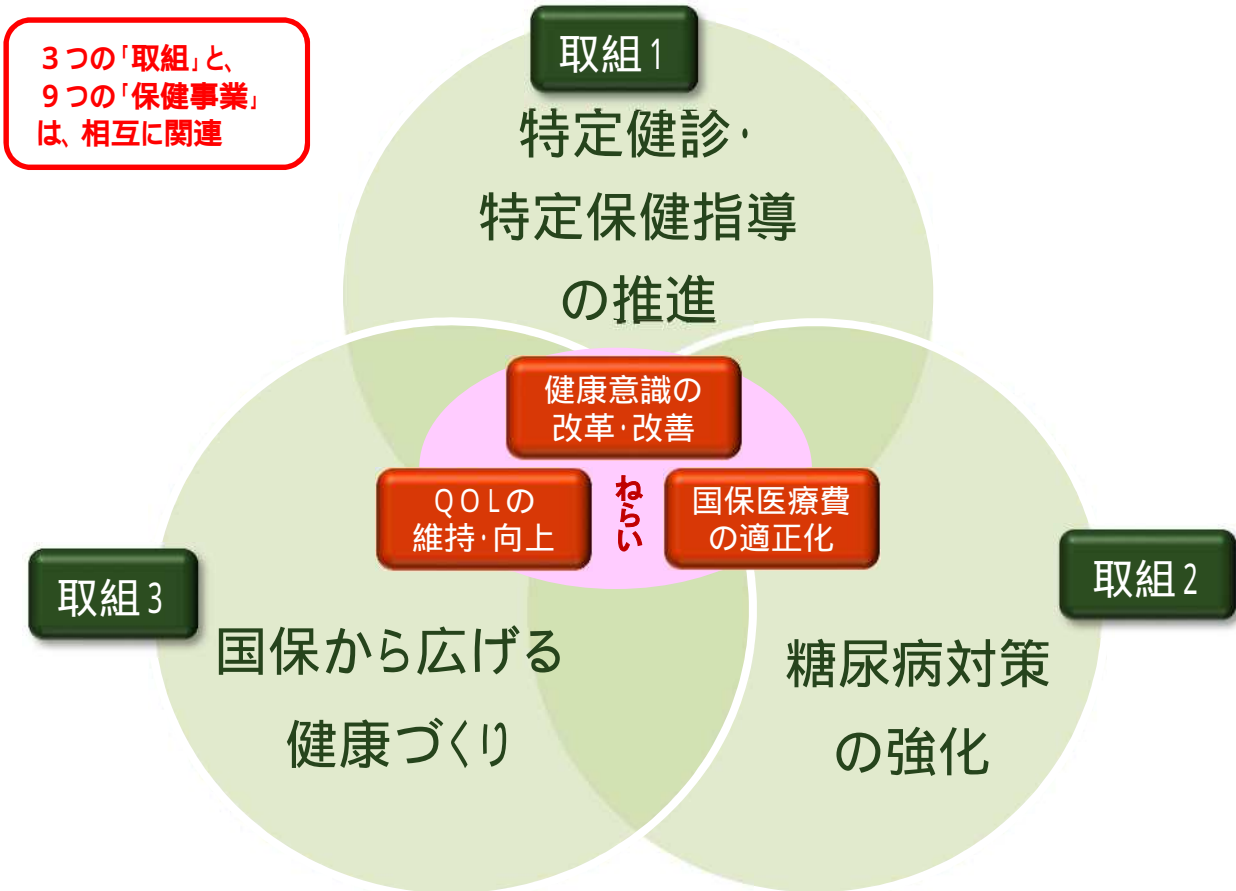 ３つの「取組」と、
９つの「保健事業」
は、相互に関連
取組１
特定健診・
特定保健指導
の推進
健康意識の
改革・改善
ＱＯＬの
維持・向上
ねらい
国保医療費
の適正化
取組３
国保から広げる
健康づくり
取組２
糖尿病対策
の強化